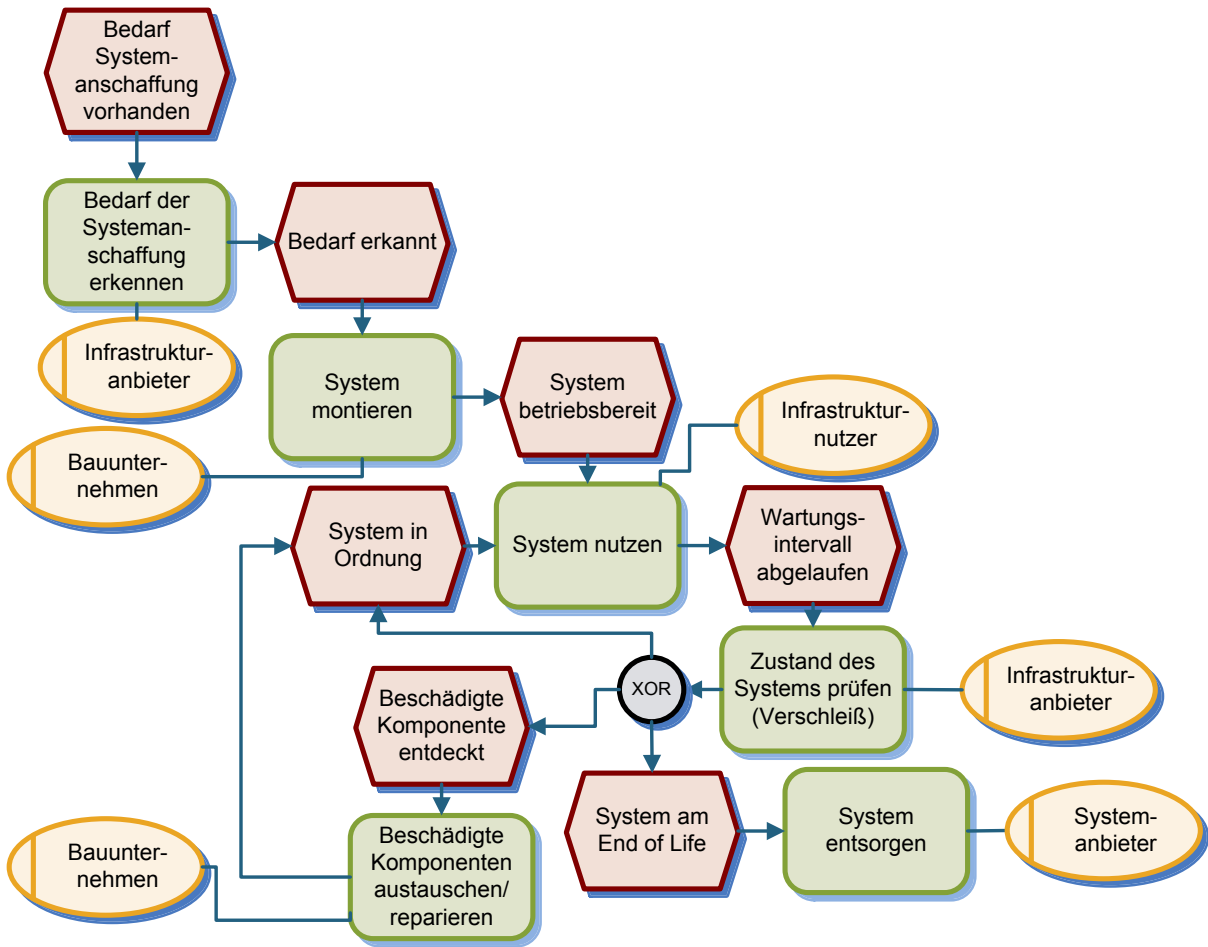 Bedarf
System-
anschaffung
vorhanden
Bedarf der
Systeman-
schaffung
erkennen
Bedarf erkannt
Infrastruktur-
anbieter
System
montieren
System
betriebsbereit
Infrastruktur-
nutzer
Bauunter-
nehmen
System in
Ordnung
System nutzen
Wartungs-
intervall
abgelaufen
Zustand des
Systems prüfen
(Verschleiß)
Infrastruktur-
anbieter
XOR
Beschädigte
Komponente
entdeckt
System am
End of Life
System
entsorgen
System-
anbieter
Beschädigte
Komponenten
austauschen/
reparieren
Bauunter-
nehmen